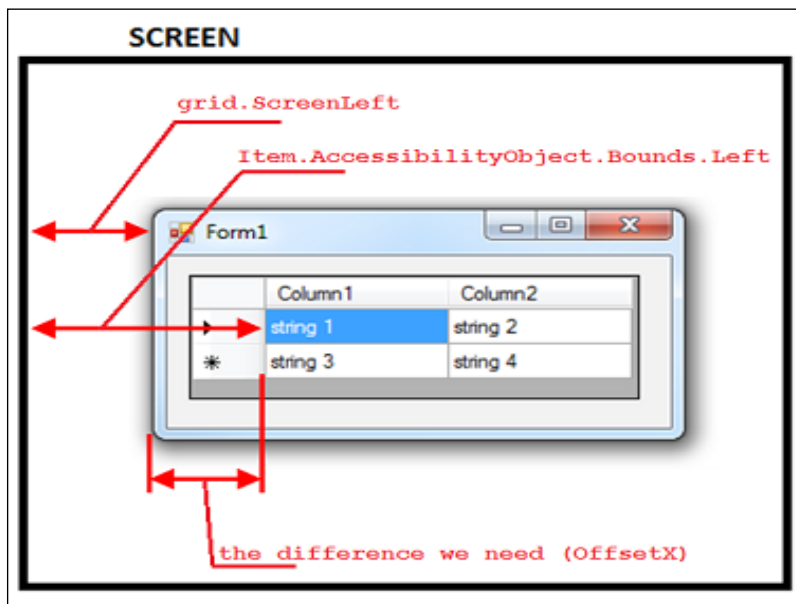 SCREEN
grid.ScreenLeft
Item.AccessibilityObject.Bounds.Left
Form1
Column1 Column2
string 1 string 2
string 3 string 4
the difference we need (OffsetX)